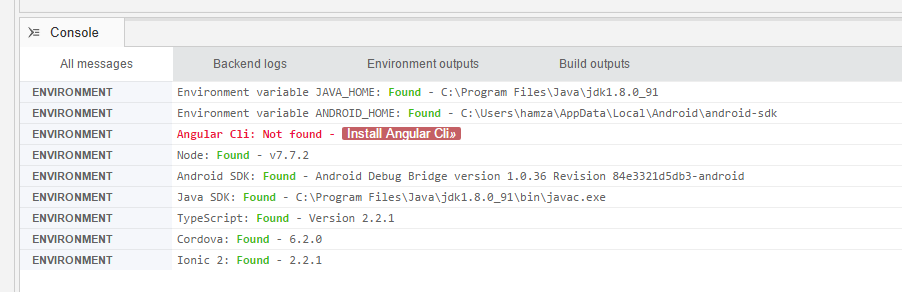 Console
All messages Backend logs Environment outputs Build outputs
ENVIRONMENT Environment variable JAVA_HOME: Found - C:\Program Files\Java\jdk1.8.0_91
ENVIRONMENT Environment variable ANDROID_HOME: Found - C:\Users\hamza\AppData\Local\Android\android-sdk
ENVIRONMENT Angular Cli: Not found - Install Angular Cli»
ENVIRONMENT Node: Found - v7.7.2
ENVIRONMENT Android SDK: Found - Android Debug Bridge version 1.0.36 Revision 84e3321d5db3-android
ENVIRONMENT Java SDK: Found - C:\Program Files\Java\jdk1.8.0_91\bin\javac.exe
ENVIRONMENT TypeScript: Found - Version 2.2.1
ENVIRONMENT Cordova: Found - 6.2.0
ENVIRONMENT Ionic 2: Found - 2.2.1